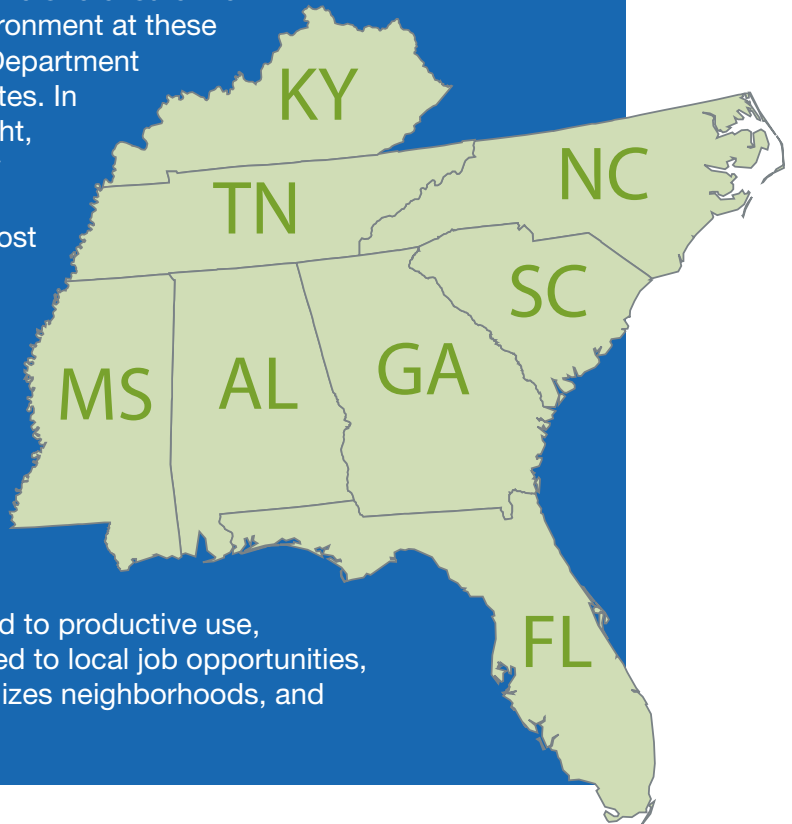 ronment at these
Department
tes. In
ht,
ost
KY
TN
NC
SC
MS
AL
GA
FL
d to productive use,
ed to local job opportunities,
izes neighborhoods, and